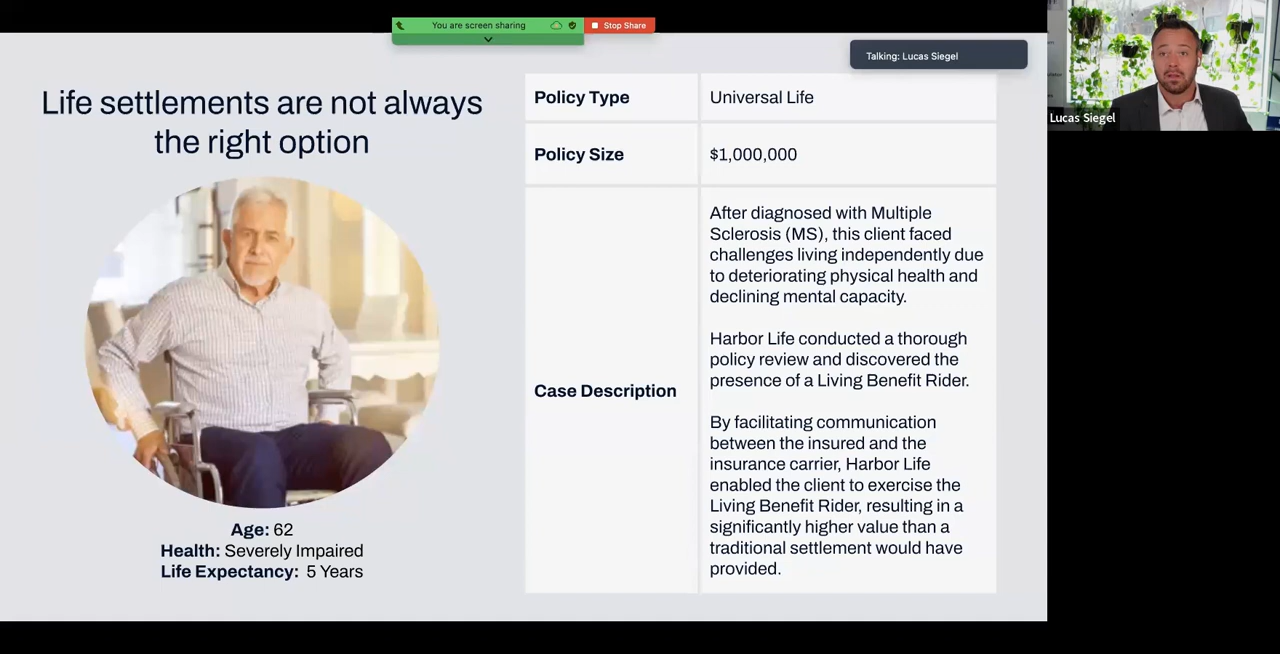 You are screen sharing
Stop Share
Talking: Lucas Siegel
Lucas Siegel
Life settlements are not always
the right option
Age: 62
Health: Severely Impaired
Life Expectancy: 5 Years
Policy Type
Universal Life
Policy Size
$1,000,000
Case Description
After diagnosed with Multiple
Sclerosis (MS), this client faced
challenges living independently due
to deteriorating physical health and
declining mental capacity.
Harbor Life conducted a thorough
policy review and discovered the
presence of a Living Benefit Rider.
By facilitating communication
between the insured and the
insurance carrier, Harbor Life
enabled the client to exercise the
Living Benefit Rider, resulting in a
significantly higher value than a
traditional settlement would have
provided.